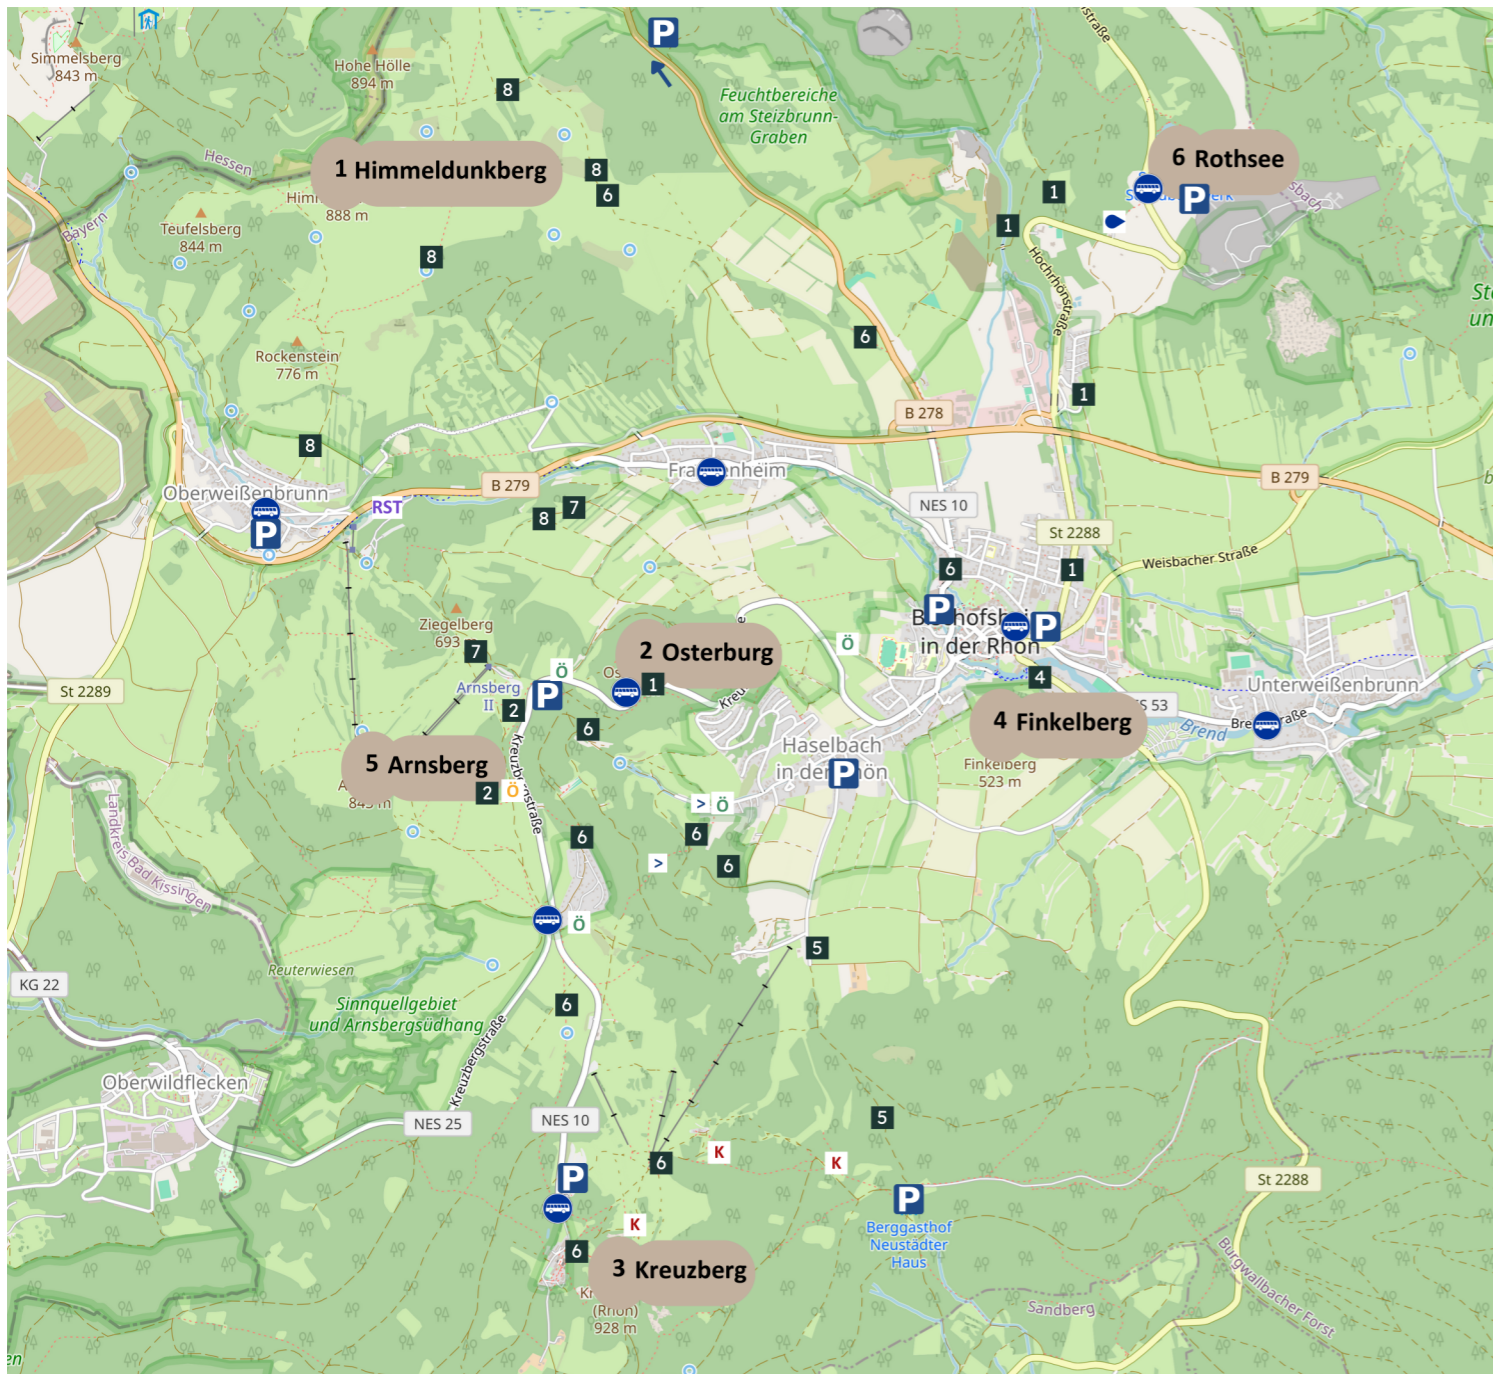 Simmelsberg
843 m
Hohe Hölle
894 m
8
P
Feuchtbereiche
am Steizbrunn-
Graben
Hessen
Bayern
1 Himmeldunkberg
888 m
8
6
Teufelsberg
844 m
8
6 Rothsee
P
1
1
Hochrhönstraße
Rockenstein
776 m
6
1
B 278
8
Oberweißenbrunn
P
RST
B 279
B 279
8
7
NES 10
St 2288
Weisbacher Straße
6
1
P
P
in der Rhön
Ziegelberg
693
7
Arnsberg
II
Ö
P
2
2 Osterburg
1
Ö
4
St 2289
Unterweißenbrunn
Brend
4 Finkelberg
Finkelberg
523 m
6
Haselbach
P
5 Arnsberg
2
Ö
> Ö
6
6
>
6
Landkreis Bad Kissingen
Ö
5
KG 22
Reuterwiesen
Sinnquellgebiet
und Arnsbergsüdhang
6
Kreuzbergstraße
Oberwildflecken
NES 25
NES 10
5
6
K
K
P
P
Berggasthof
Neustädter
Haus
St 2288
K
6
3 Kreuzberg
(Rhön)
928 m
Sandberg
Burgwallbacher Forst